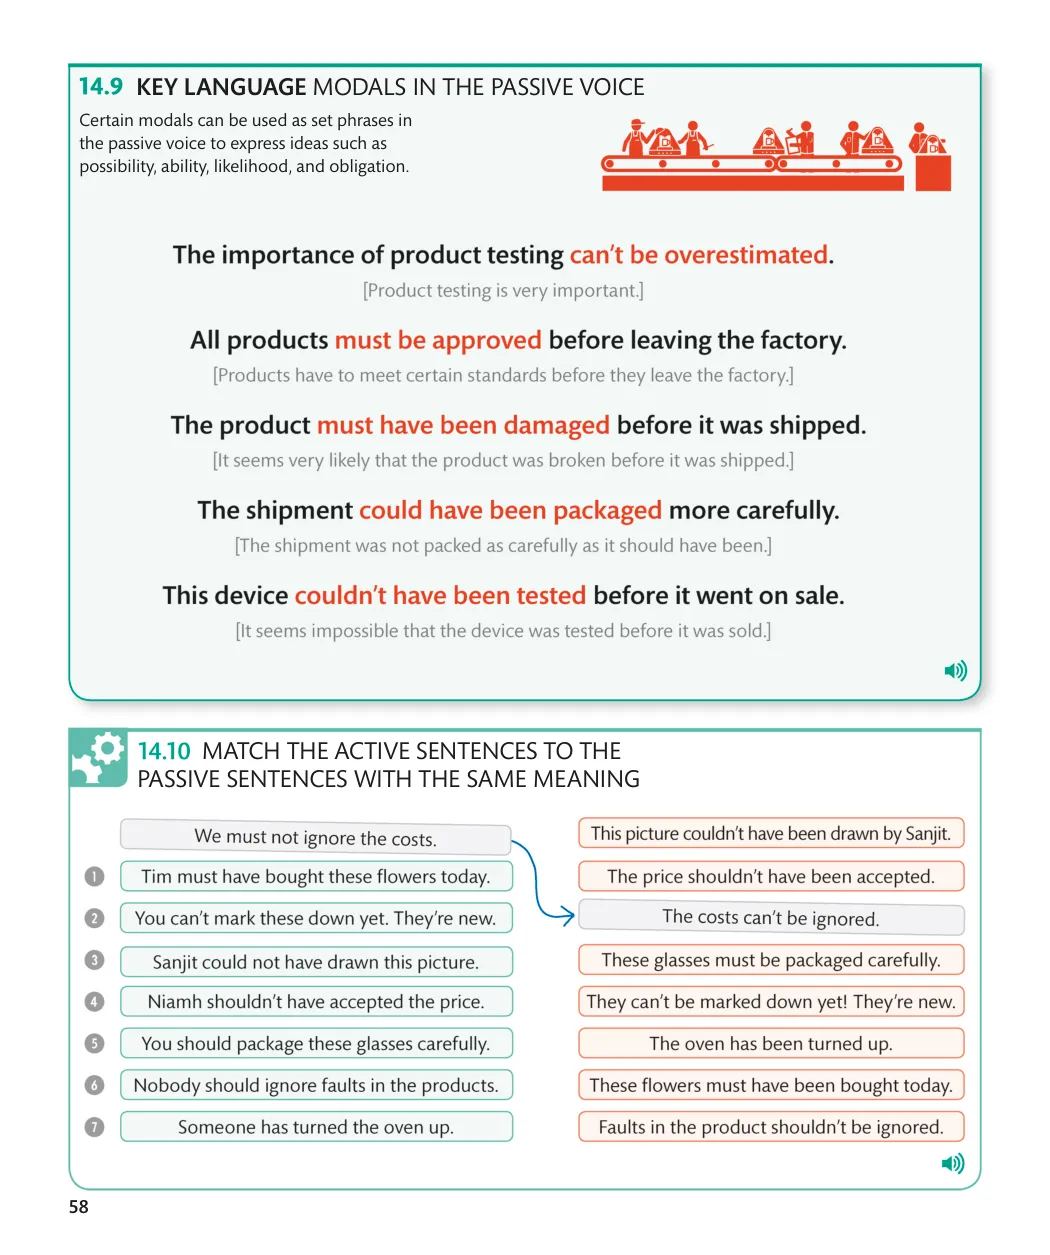 14.9 KEY LANGUAGE MODALS IN THE PASSIVE VOICE
Certain modals can be used as set phrases in
the passive voice to express ideas such as
possibility, ability, likelihood, and obligation.
The importance of product testing can’t be overestimated.
[Product testing is very important.]
All products must be approved before leaving the factory.
[Products have to meet certain standards before they leave the factory.]
The product must have been damaged before it was shipped.
[It seems very likely that the product was broken before it was shipped.]
The shipment could have been packaged more carefully.
[The shipment was not packed as carefully as it should have been.]
This device couldn’t have been tested before it went on sale.
[It seems impossible that the device was tested before it was sold.]
14.10 MATCH THE ACTIVE SENTENCES TO THE
PASSIVE SENTENCES WITH THE SAME MEANING
We must not ignore the costs.
1 Tim must have bought these flowers today.
2 You can’t mark these down yet. They’re new.
3 Sanjit could not have drawn this picture.
4 Niamh shouldn’t have accepted the price.
5 You should package these glasses carefully.
6 Nobody should ignore faults in the products.
7 Someone has turned the oven up.
This picture couldn’t have been drawn by Sanjit.
The price shouldn’t have been accepted.
The costs can’t be ignored.
These glasses must be packaged carefully.
They can’t be marked down yet! They’re new.
The oven has been turned up.
These flowers must have been bought today.
Faults in the product shouldn’t be ignored.
58